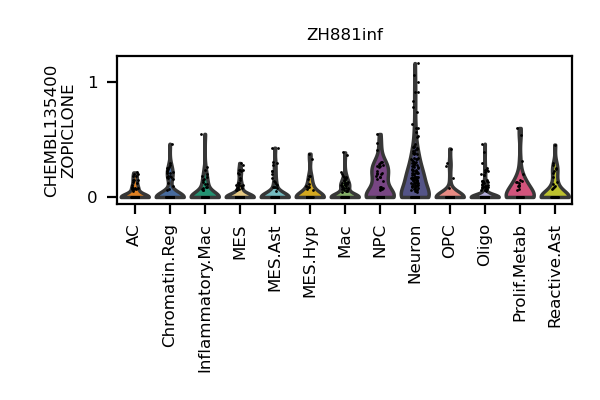 ZH881inf
CHEMBL135400
ZOPICLONE
1
0
AC
Chromatin.Reg
Inflammatory.Mac
MES
MES.Ast
MES.Hyp
Mac
NPC
Neuron
OPC
Oligo
Prolif.Metab
Reactive.Ast